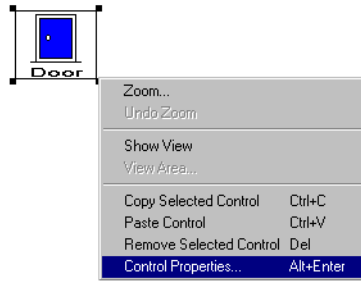 Door
Zoom...
Undo Zoom
Show View
View Area...
Copy Selected Control Ctrl+C
Paste Control Ctrl+V
Remove Selected Control Del
Control Properties... Alt+Enter